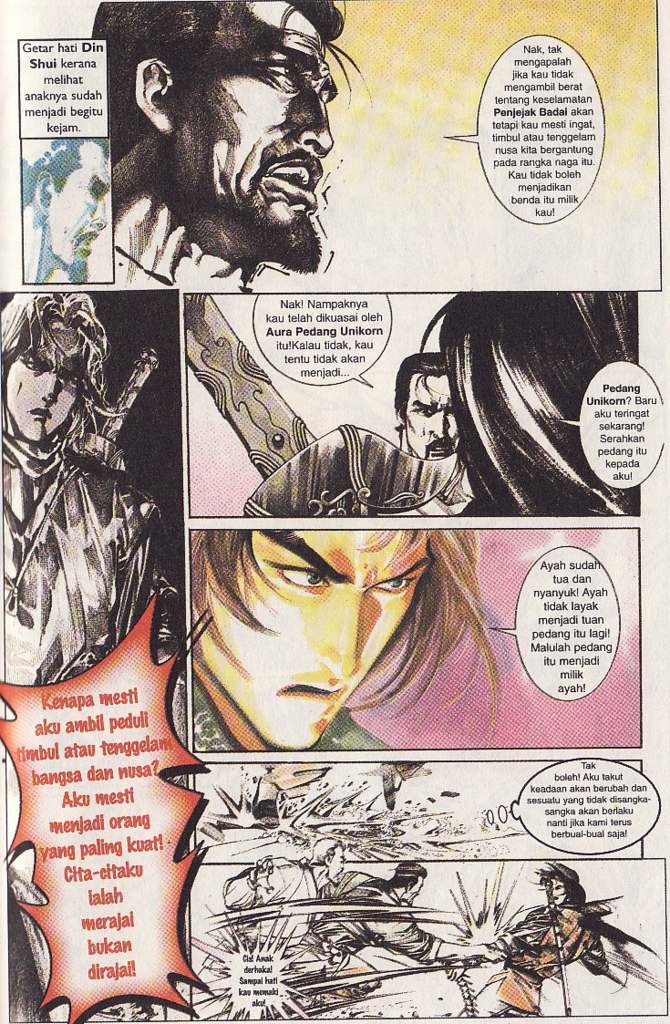 Getar hati Din
Shui kerana
melihat
anaknya sudah
menjadi begitu
kejam.
Nak, tak
mengapalah
jika kau tidak
mengambil berat
tentang keselamatan
Penjejak Badai akan
tetapi kau mesti ingat,
timbul atau tenggelam
nusa kita bergantung
pada rangka naga itu.
Kau tidak boleh
menjadikan
benda itu milik
kau!
Nak! Nampaknya
kau telah dikuasai oleh
Aura Pedang Unikorn
itu!Kalau tidak, kau
tentu tidak akan
menjadi...
Pedang
Unikorn? Baru
aku teringat
sekarang!
Serahkan
pedang itu
kepada
aku!
Ayah sudah
tua dan
nyanyuk! Ayah
tidak layak
menjadi tuan
pedang itu lagi!
Malulah pedang
itu menjadi
milik
ayah!
Kenapa mesti
aku ambil peduli
timbul atau tenggelam
bangsa dan nusa?
Aku mesti
menjadi orang
yang paling kuat!
Cita-citaku
ialah
merajai
bukan
dirajai!
Tak
boleh! Aku takut
keadaan akan berubah dan
sesuatu yang tidak disangka-
sangka akan berlaku
nanti jika kami terus
berbual-bual saja!
Cis! Anak
derhaka!
Sampai hati
kau menuki
aku!